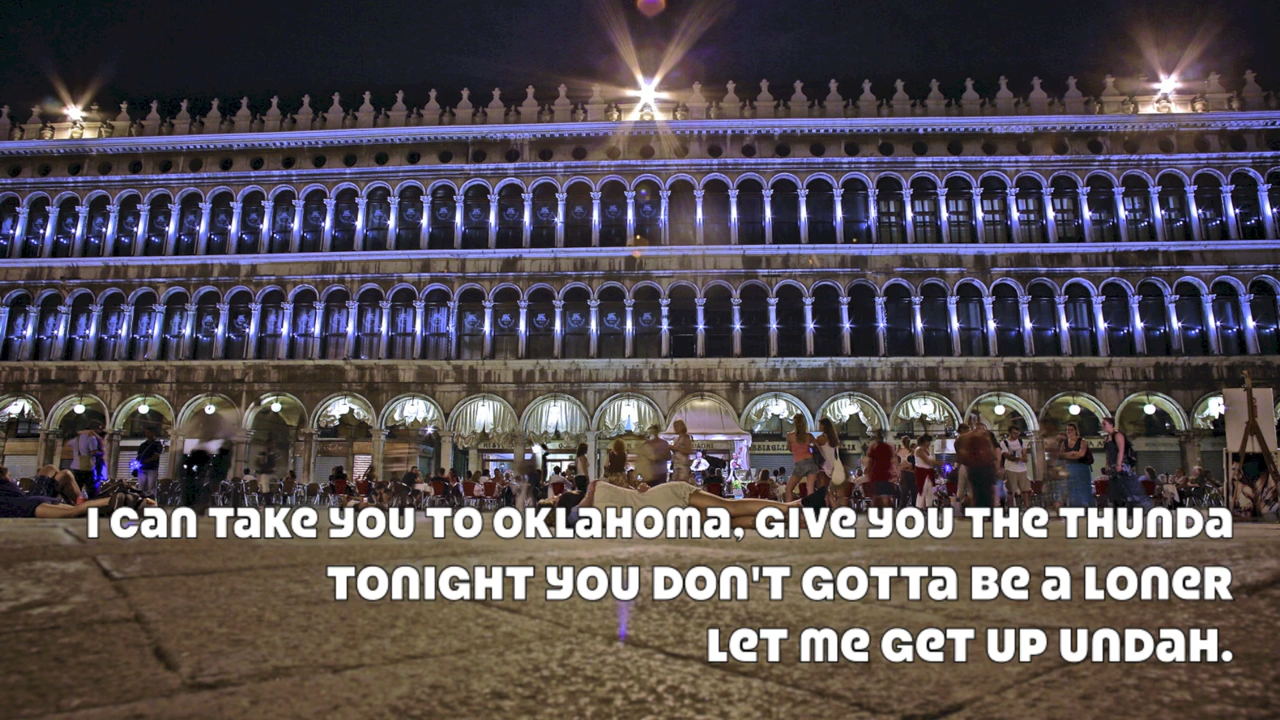 I can take you to Oklahoma, give you the thunda
Tonight you don't gotta be a loner
Let me get up undah.